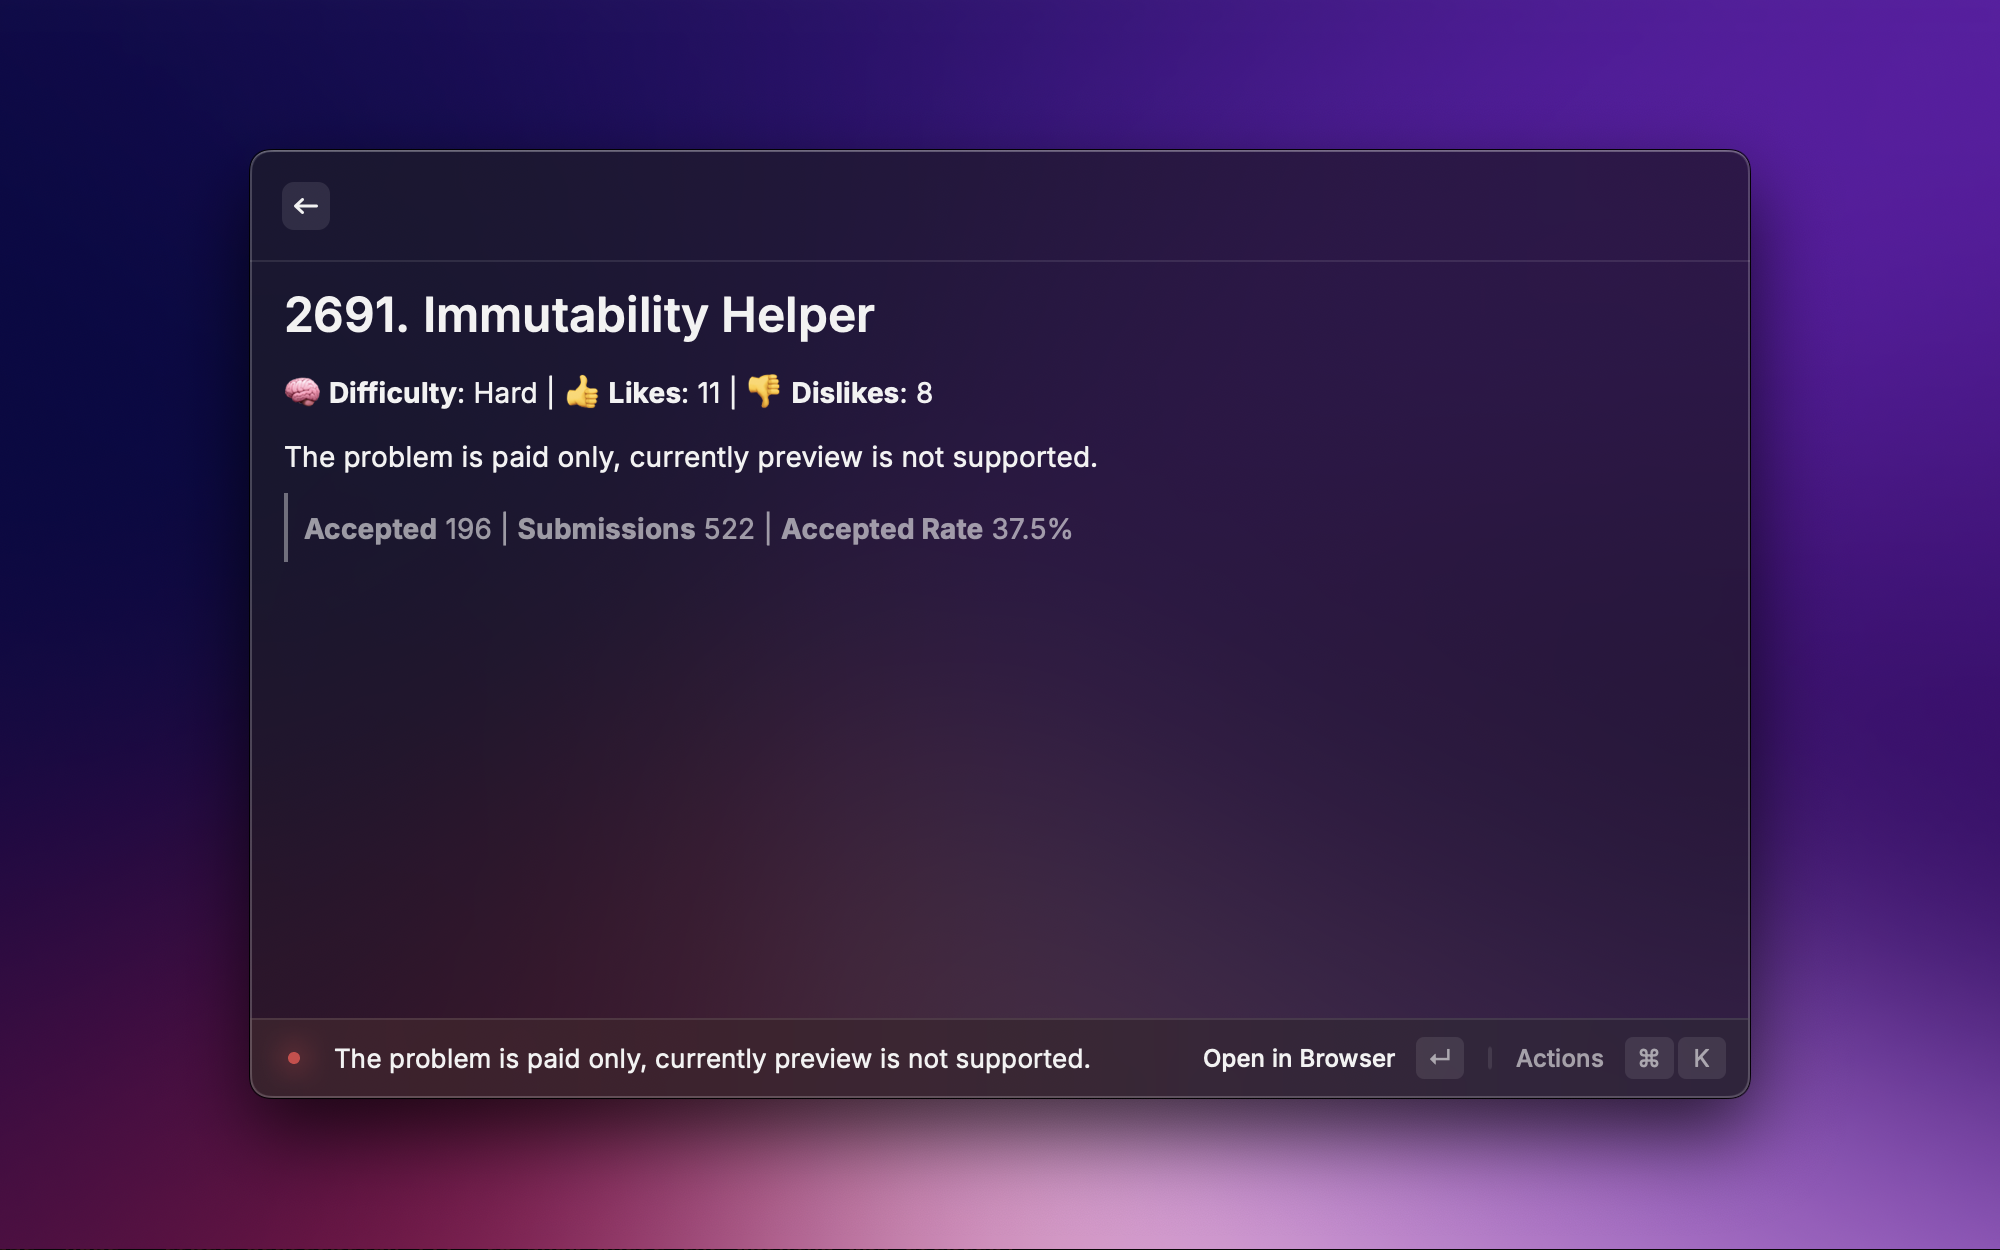 2691. Immutability Helper
🧠 Difficulty: Hard | 👍 Likes: 11 | 👎 Dislikes: 8
The problem is paid only, currently preview is not supported.
Accepted 196 | Submissions 522 | Accepted Rate 37.5%
The problem is paid only, currently preview is not supported. Open in Browser ↵ | Actions ⌘ K